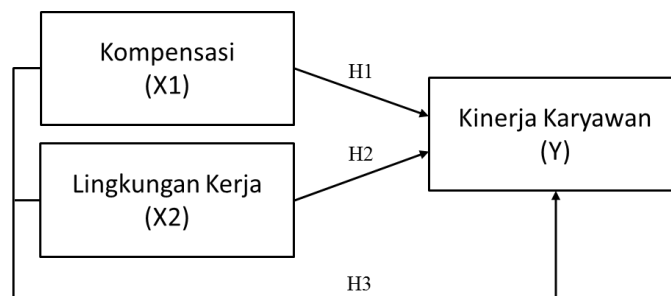 Kompensasi
(X1)
H1
Kinerja Karyawan
(Y)
H2
Lingkungan Kerja
(X2)
H3